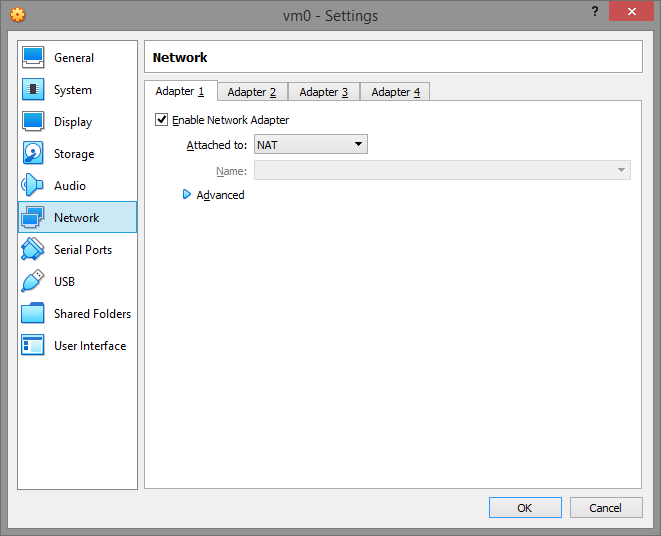 vm0 - Settings
?
General
System
Display
Storage
Audio
Network
Serial Ports
USB
Shared Folders
User Interface
Network
Adapter 1 Adapter 2 Adapter 3 Adapter 4
Enable Network Adapter
Attached to: NAT
Name:
Advanced
OK Cancel